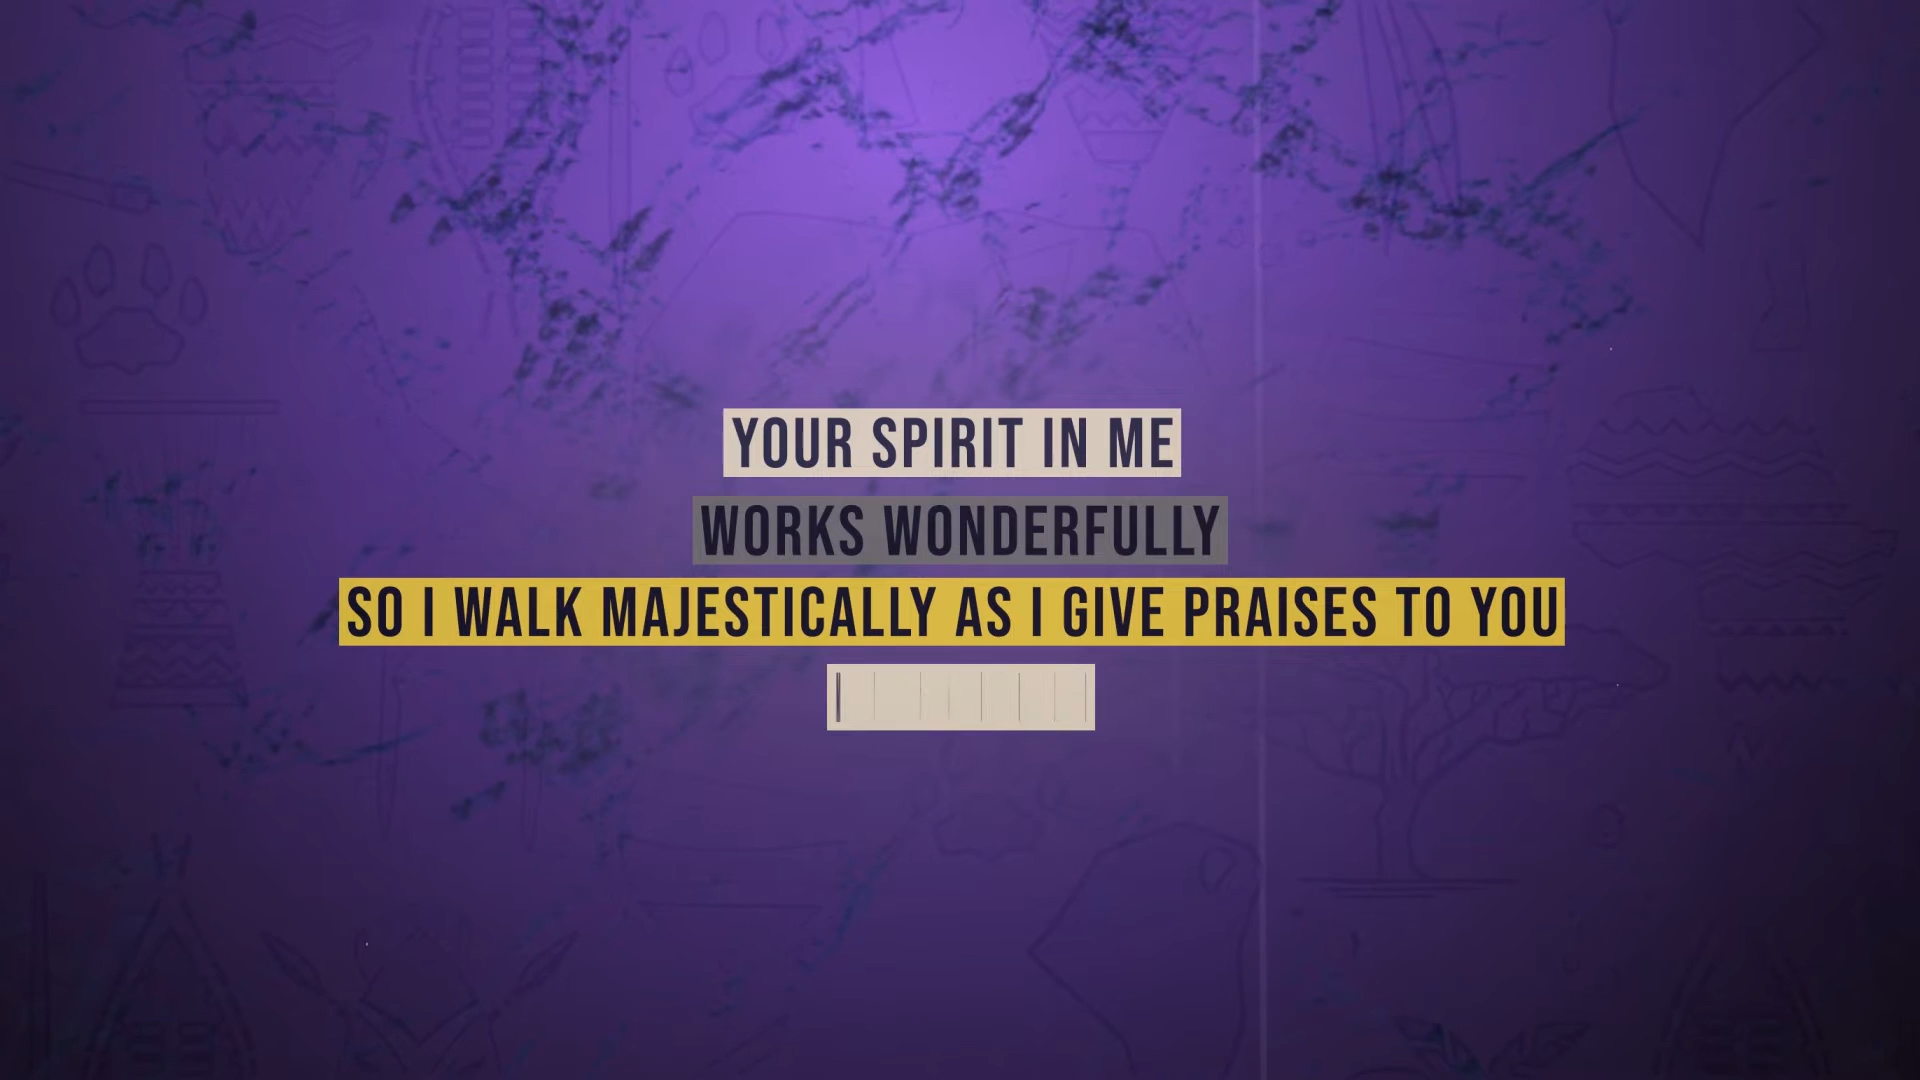 YOUR SPIRIT IN ME
WORKS WONDERFULLY
SO I WALK MAJESTICALLY AS I GIVE PRAISES TO YOU